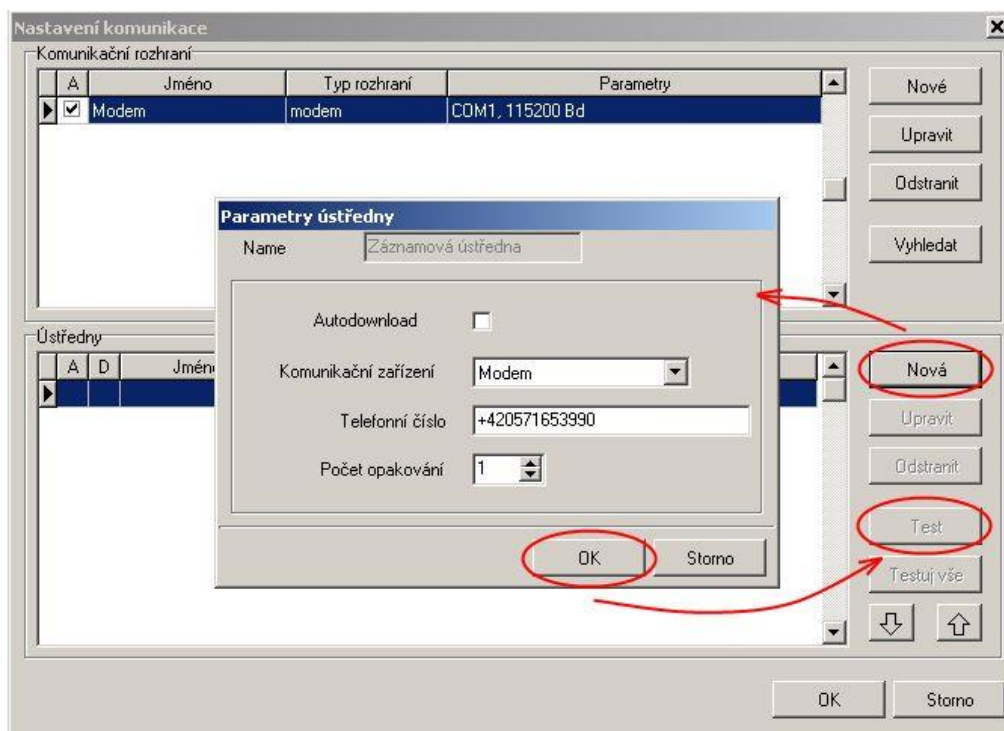 Nastavení komunikace
Komunikační rozhraní
A Jméno Typ rozhraní Parametry
Modem modem COM1, 115200 Bd
Nové
Upravit
Odstranit
Vyhledat
Parametry ústředny
Name Záznamová ústředna
Autodownload
Komunikační zařízení Modem
Telefonní číslo +420571653990
Počet opakování 1
OK Storno
Ústředny
A D Jmén
Nová
Upravit
Odstranit
Test
Testuj vše
OK Storno